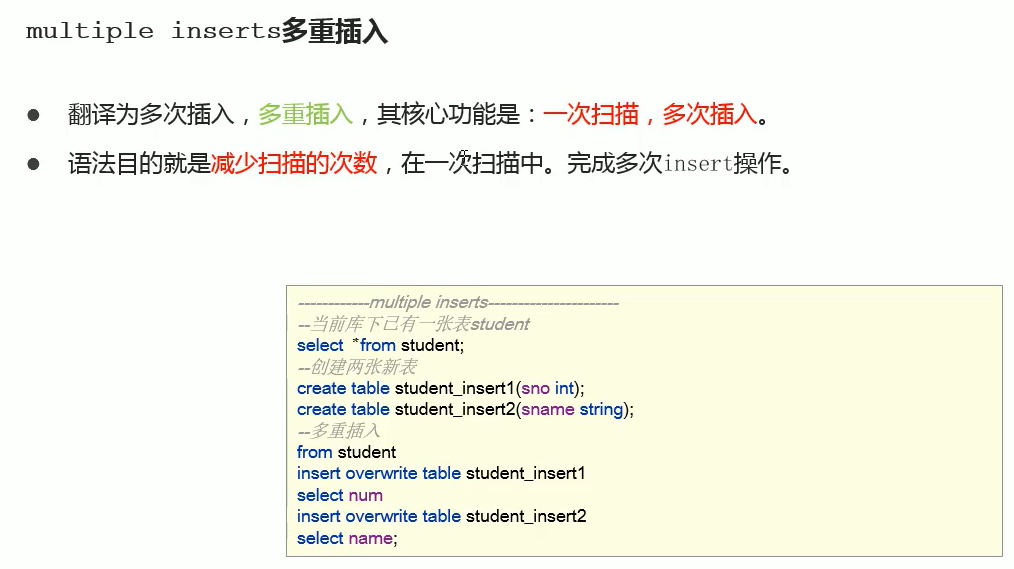 multiple inserts多重插入
● 翻译为多次插入，多重插入，其核心功能是：一次扫描，多次插入。
● 语法目的就是减少扫描的次数，在一次扫描中。完成多次insert操作。
------------multiple inserts----------------------
--当前库下已有一张表student
select *from student;
--创建两张新表
create table student_insert1(sno int);
create table student_insert2(sname string);
--多重插入
from student
insert overwrite table student_insert1
select num
insert overwrite table student_insert2
select name;